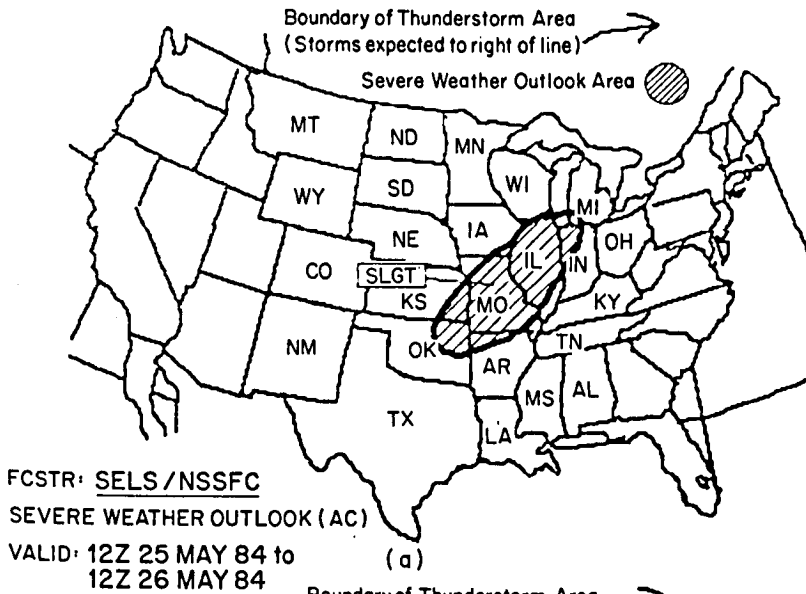 Boundary of Thunderstorm Area
(Storms expected to right of line)
Severe Weather Outlook Area
MT
ND
MN
WI
MI
WY
SD
IA
NE
OH
IL
IN
CO
SLGT
KS
MO
KY
NM
OK
TN
AR
MS
AL
TX
LA
FCSTR: SELS/NSSFC
SEVERE WEATHER OUTLOOK (AC)
VALID: 12Z 25 MAY 84 to
12Z 26 MAY 84
(a)
Boundary of Thunderstorm Area